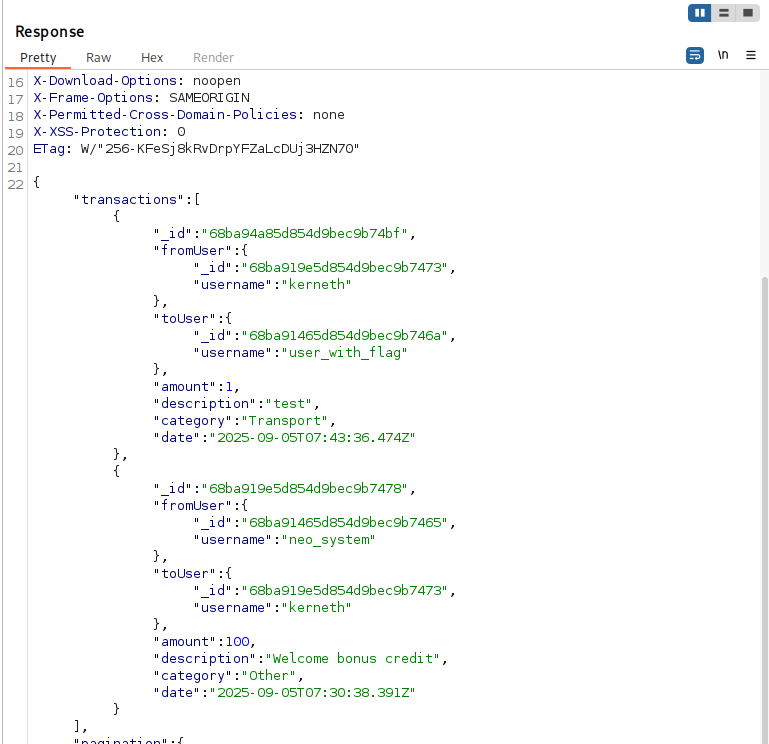 Response
Pretty Raw Hex Render
\n
16 X-Download-Options: noopen
17 X-Frame-Options: SAMEORIGIN
18 X-Permitted-Cross-Domain-Policies: none
19 X-XSS-Protection: 0
20 ETag: W/"256-KFeSj8kRvDrpYFZaLcDUj3HZN70"
21
22 {
"transactions":[
{
"_id":"68ba94a85d854d9bec9b74bf",
"fromUser":{
"_id":"68ba919e5d854d9bec9b7473",
"username":"kerneth"
},
"toUser":{
"_id":"68ba91465d854d9bec9b746a",
"username":"user_with_flag"
},
"amount":1,
"description":"test",
"category":"Transport",
"date":"2025-09-05T07:43:36.474Z"
},
{
"_id":"68ba919e5d854d9bec9b7478",
"fromUser":{
"_id":"68ba91465d854d9bec9b7465",
"username":"neo_system"
},
"toUser":{
"_id":"68ba919e5d854d9bec9b7473",
"username":"kerneth"
},
"amount":100,
"description":"Welcome bonus credit",
"category":"Other",
"date":"2025-09-05T07:30:38.391Z"
}
],
"pagination":{